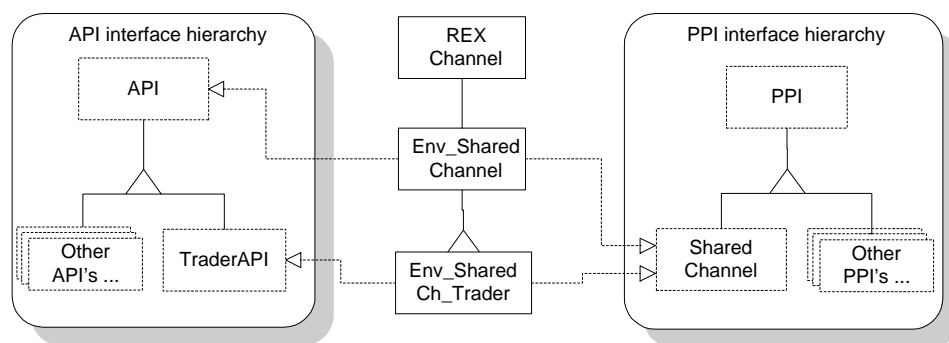 API interface hierarchy
API
Other
API's ...
TraderAPI
REX
Channel
Env_Shared
Channel
Env_Shared
Ch_Trader
PPI interface hierarchy
PPI
Shared
Channel
Other
PPI's ...